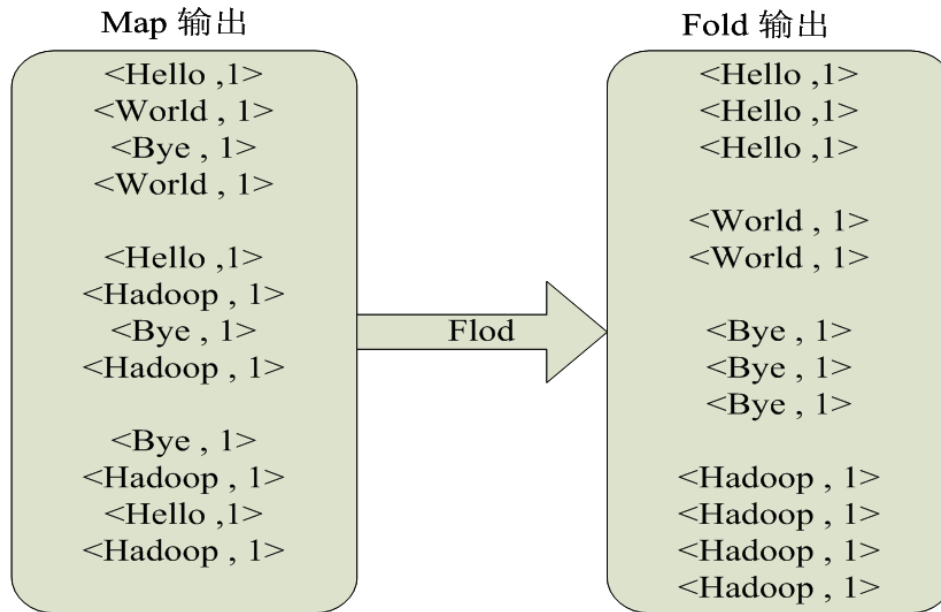 Map 输出
<Hello ,1>
<World , 1>
<Bye , 1>
<World , 1>
<Hello ,1>
<Hadoop , 1>
<Bye , 1>
<Hadoop , 1>
<Bye , 1>
<Hadoop , 1>
<Hello ,1>
<Hadoop , 1>
Flod
Fold 输出
<Hello ,1>
<Hello ,1>
<Hello ,1>
<World , 1>
<World , 1>
<Bye , 1>
<Bye , 1>
<Bye , 1>
<Hadoop , 1>
<Hadoop , 1>
<Hadoop , 1>
<Hadoop , 1>